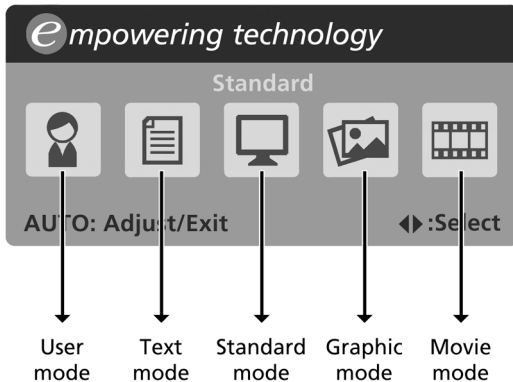 empowering technology
Standard
AUTO: Adjust/Exit
:Select
User mode
Text mode
Standard mode
Graphic mode
Movie mode